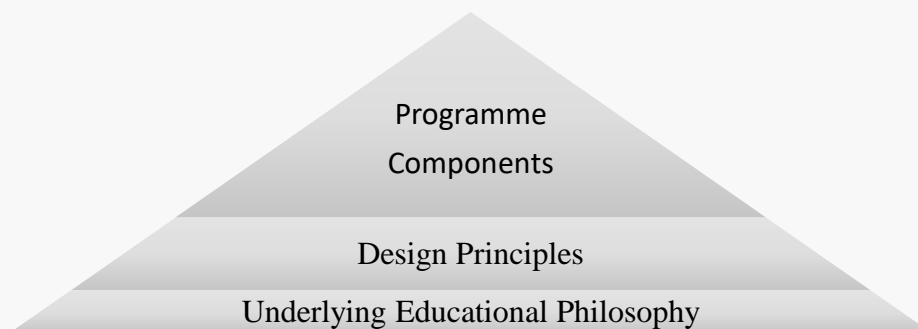 Programme
Components
Design Principles
Underlying Educational Philosophy